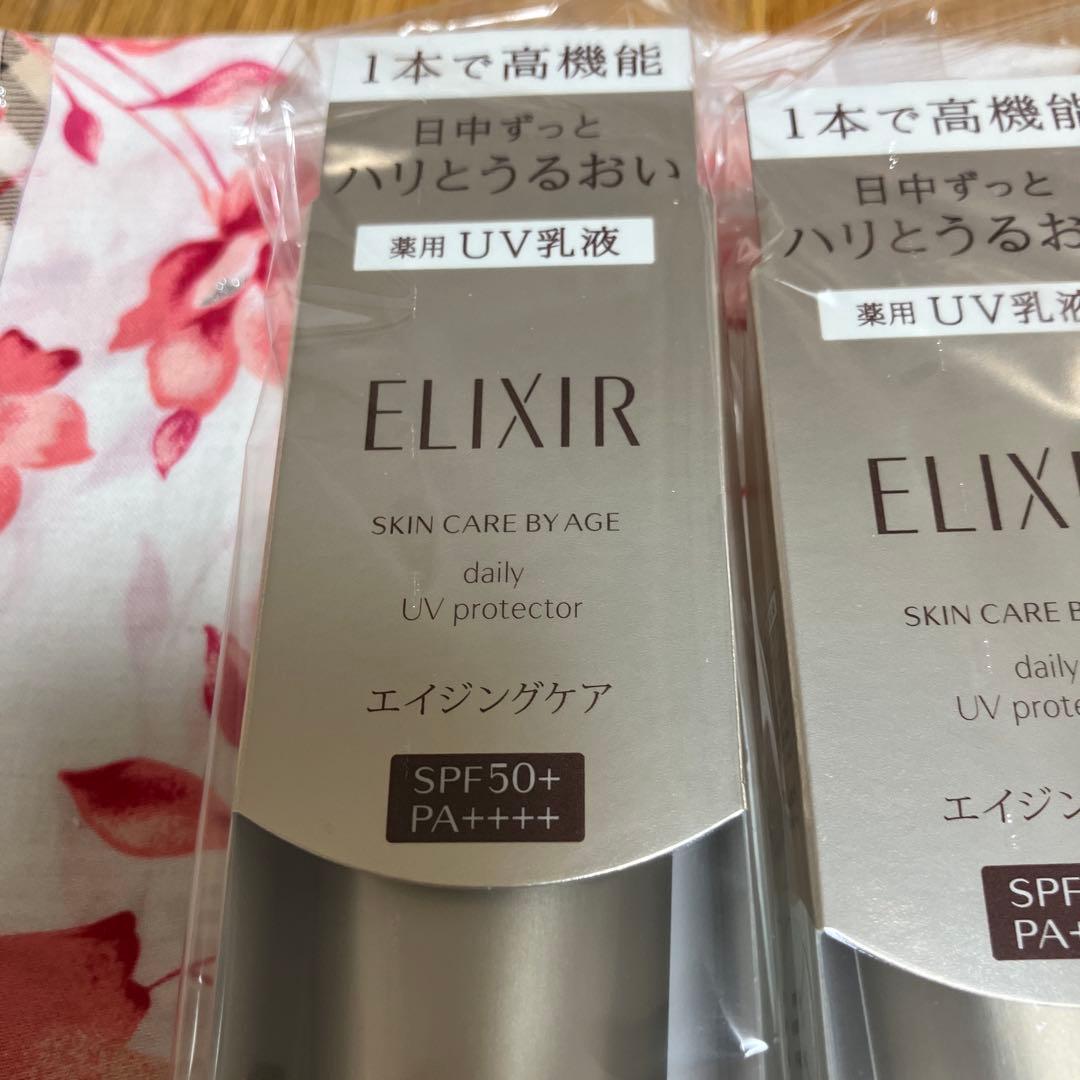 1本で高機能
日中ずっと
ハリとうるおい
薬用 UV乳液
ELIXIR
SKIN CARE BY AGE
daily
UV protector
エイジングケア
SPF50+
PA++++
1本で高機能
日中ずっと
ハリとうるお
薬用 UV乳液
ELIXI
SKIN CARE B
daily
UV prote
エイジン
SPF
PA+